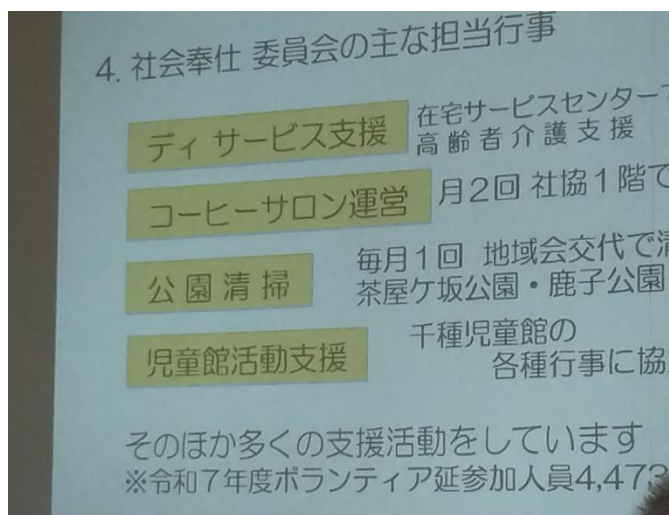 4. 社会奉仕 委員会の主な担当行事
ディ サービス支援
在宅サービスセンター
高齢者介護支援
コーヒーサロン運営
月2回 社協1階で
公園清掃
毎月1回 地域会交代で清
茶屋ケ坂公園・鹿子公園
児童館活動支援
千種児童館の
各種行事に協
そのほか多くの支援活動をしています
※令和7年度ボランティア延参加人員4,473